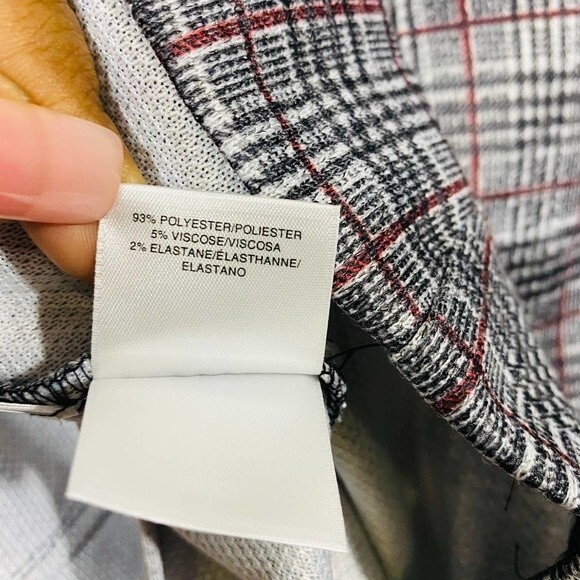 93% POLYESTER/POLIESTER
5% VISCOSE/VISCOSA
2% ELASTANE/ÉLASTHANNE/
ELASTANO